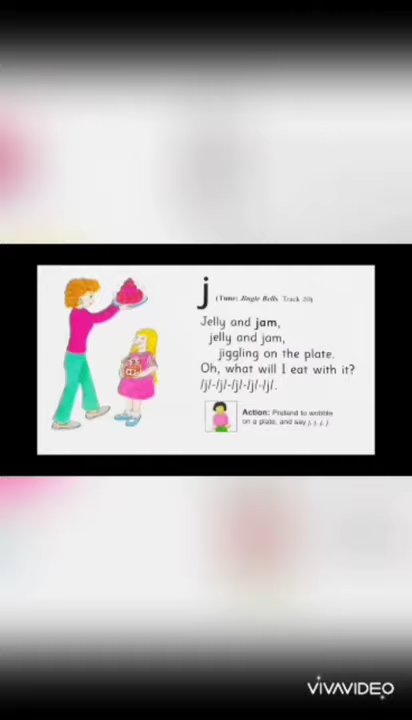 j (Tune: Jingle Bells Track 20)
Jelly and jam,
jelly and jam,
jiggling on the plate.
Oh, what will I eat with it?
/j/-/j/-/j/-/j/-/j/.
Action: Pretend to wobble
on a plate, and say j, j, j, j.
VIVAVIDEO